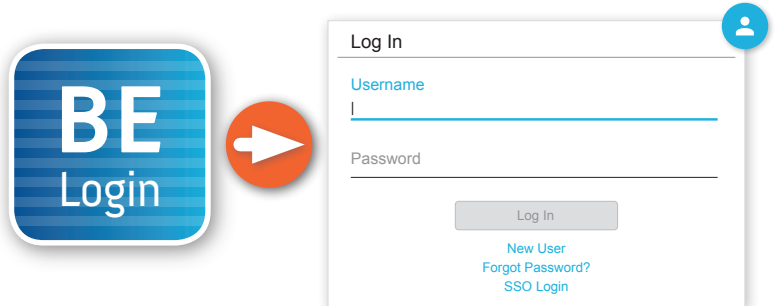 BE
Login
Log In
Username
Password
Log In
New User
Forgot Password?
SSO Login